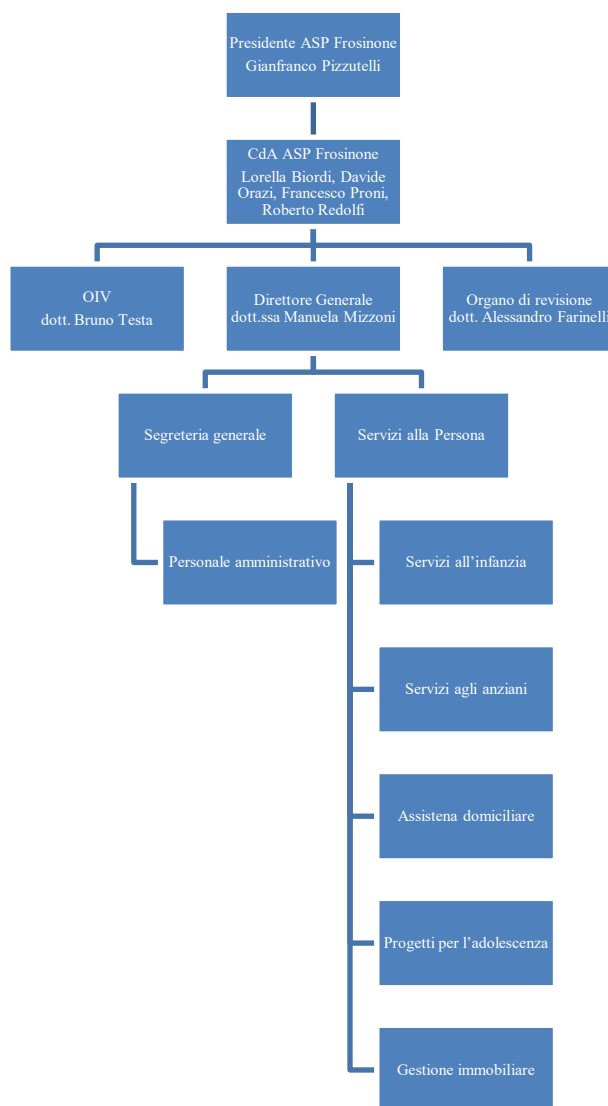 Presidente ASP Frosinone
Gianfranco Pizzutelli
CdA ASP Frosinone
Lorella Biordi, Davide
Orazi, Francesco Proni,
Roberto Redolfi
OIV
dott. Bruno Testa
Direttore Generale
dott.ssa Manuela Mizzoni
Organo di revisione
dott. Alessandro Farinelli
Segreteria generale
Servizi alla Persona
Personale amministrativo
Servizi all’infanzia
Servizi agli anziani
Assistena domiciliare
Progetti per l’adolescenza
Gestione immobiliare